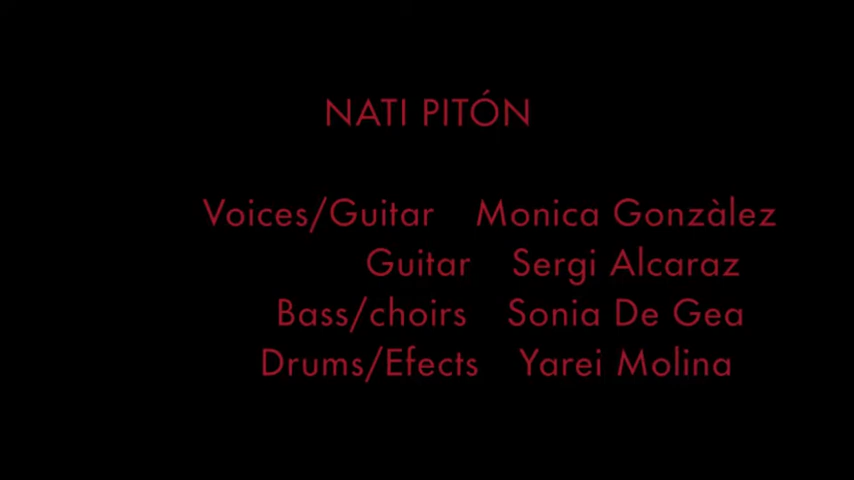 NATI PITÓN
Voices/Guitar Monica Gonzàlez
Guitar Sergi Alcaraz
Bass/choirs Sonia De Gea
Drums/Efects Yarei Molina